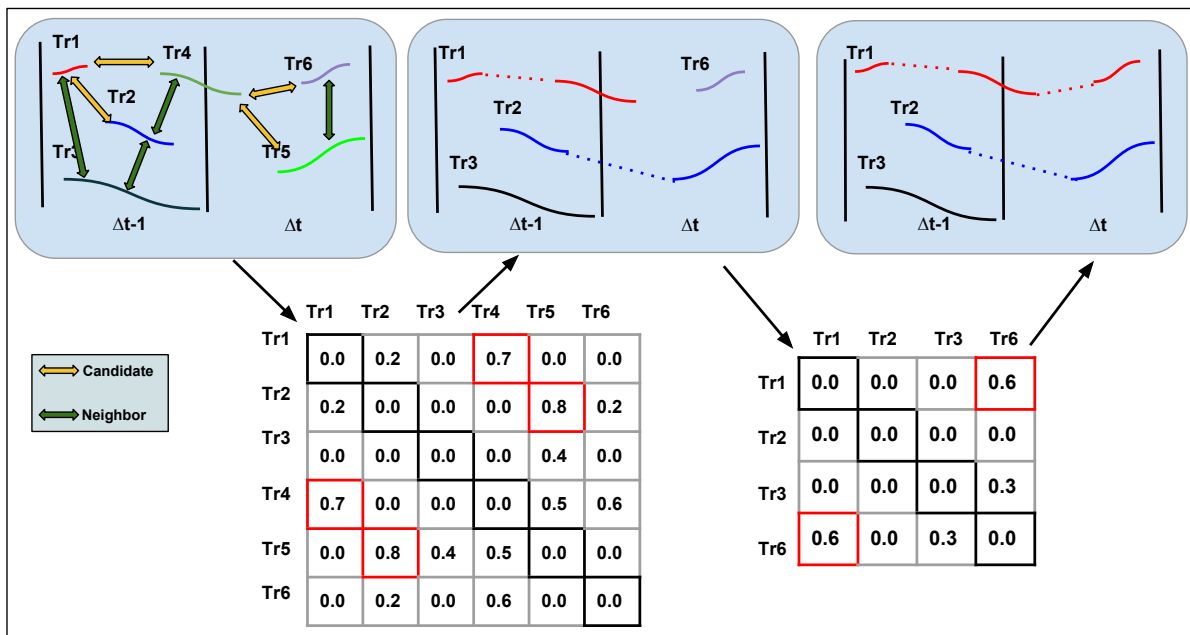 Tr1
Tr4
Tr6
Tr2
Tr3
Tr5
Δt-1
Δt
Tr1
Tr6
Tr2
Tr3
Δt-1
Δt
Tr1
Tr2
Tr3
Δt-1
Δt
Candidate
Neighbor
Tr1 Tr2 Tr3 Tr4 Tr5 Tr6
Tr1 0.0 0.2 0.0 0.7 0.0 0.0
Tr2 0.2 0.0 0.0 0.0 0.8 0.2
Tr3 0.0 0.0 0.0 0.0 0.4 0.0
Tr4 0.7 0.0 0.0 0.0 0.5 0.6
Tr5 0.0 0.8 0.4 0.5 0.0 0.0
Tr6 0.0 0.2 0.0 0.6 0.0 0.0
Tr1 Tr2 Tr3 Tr6
Tr1 0.0 0.0 0.0 0.6
Tr2 0.0 0.0 0.0 0.0
Tr3 0.0 0.0 0.0 0.3
Tr6 0.6 0.0 0.3 0.0